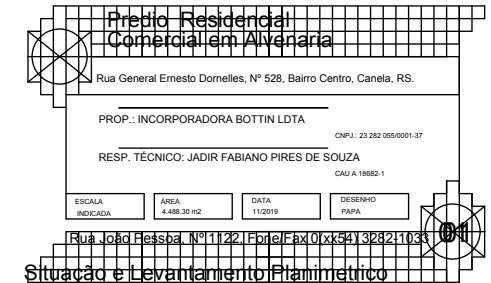 Predio Residencial
Comercial em Alvenaria
Rua General Ernesto Dornelles, Nº 528, Bairro Centro, Canela, RS.
PROP.: INCORPORADORA BOTTIN LDTA
CNPJ.: 23 282 055/0001-37
RESP. TÉCNICO: JADIR FABIANO PIRES DE SOUZA
CAU A 18682-1
ESCALA
INDICADA
ÁREA
4.488.30 m2
DATA
11/2019
DESENHO
PAPA
Rua João Pessoa, Nº 1122, Fone/Fax 0(xx54) 3282-1033
01
Situação e Levantamento Planimetrico